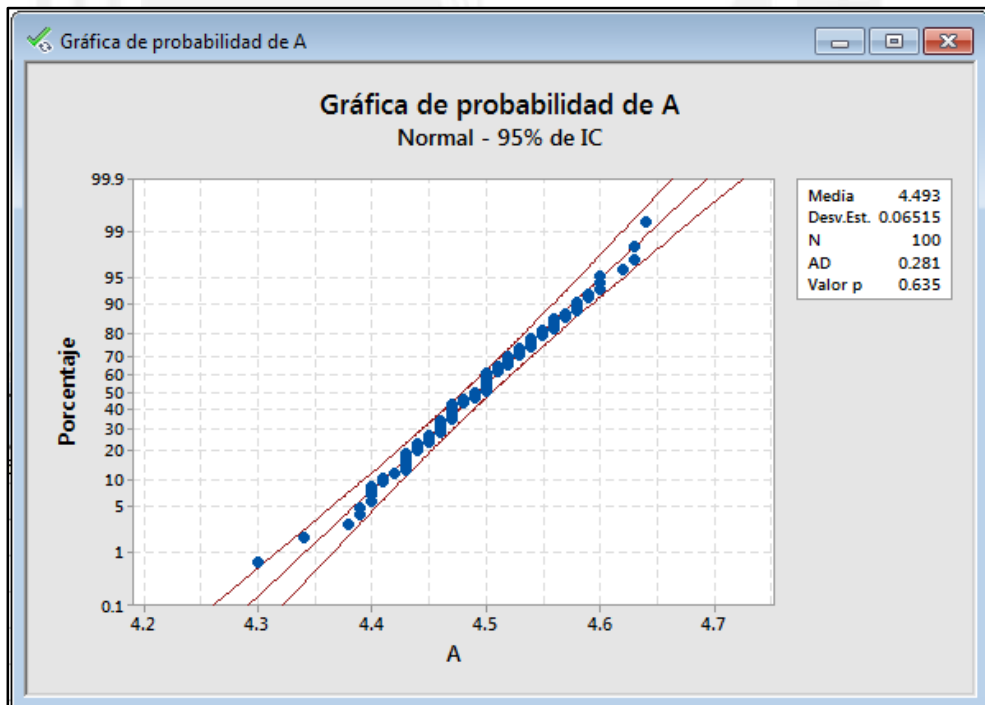 Gráfica de probabilidad de A
Gráfica de probabilidad de A
Normal - 95% de IC
99.9
99
95
90
80
70
60
50
40
30
20
10
5
1
0.1
Porcentaje
4.2 4.3 4.4 4.5 4.6 4.7
A
Media 4.493
Desv.Est. 0.06515
N 100
AD 0.281
Valor p 0.635